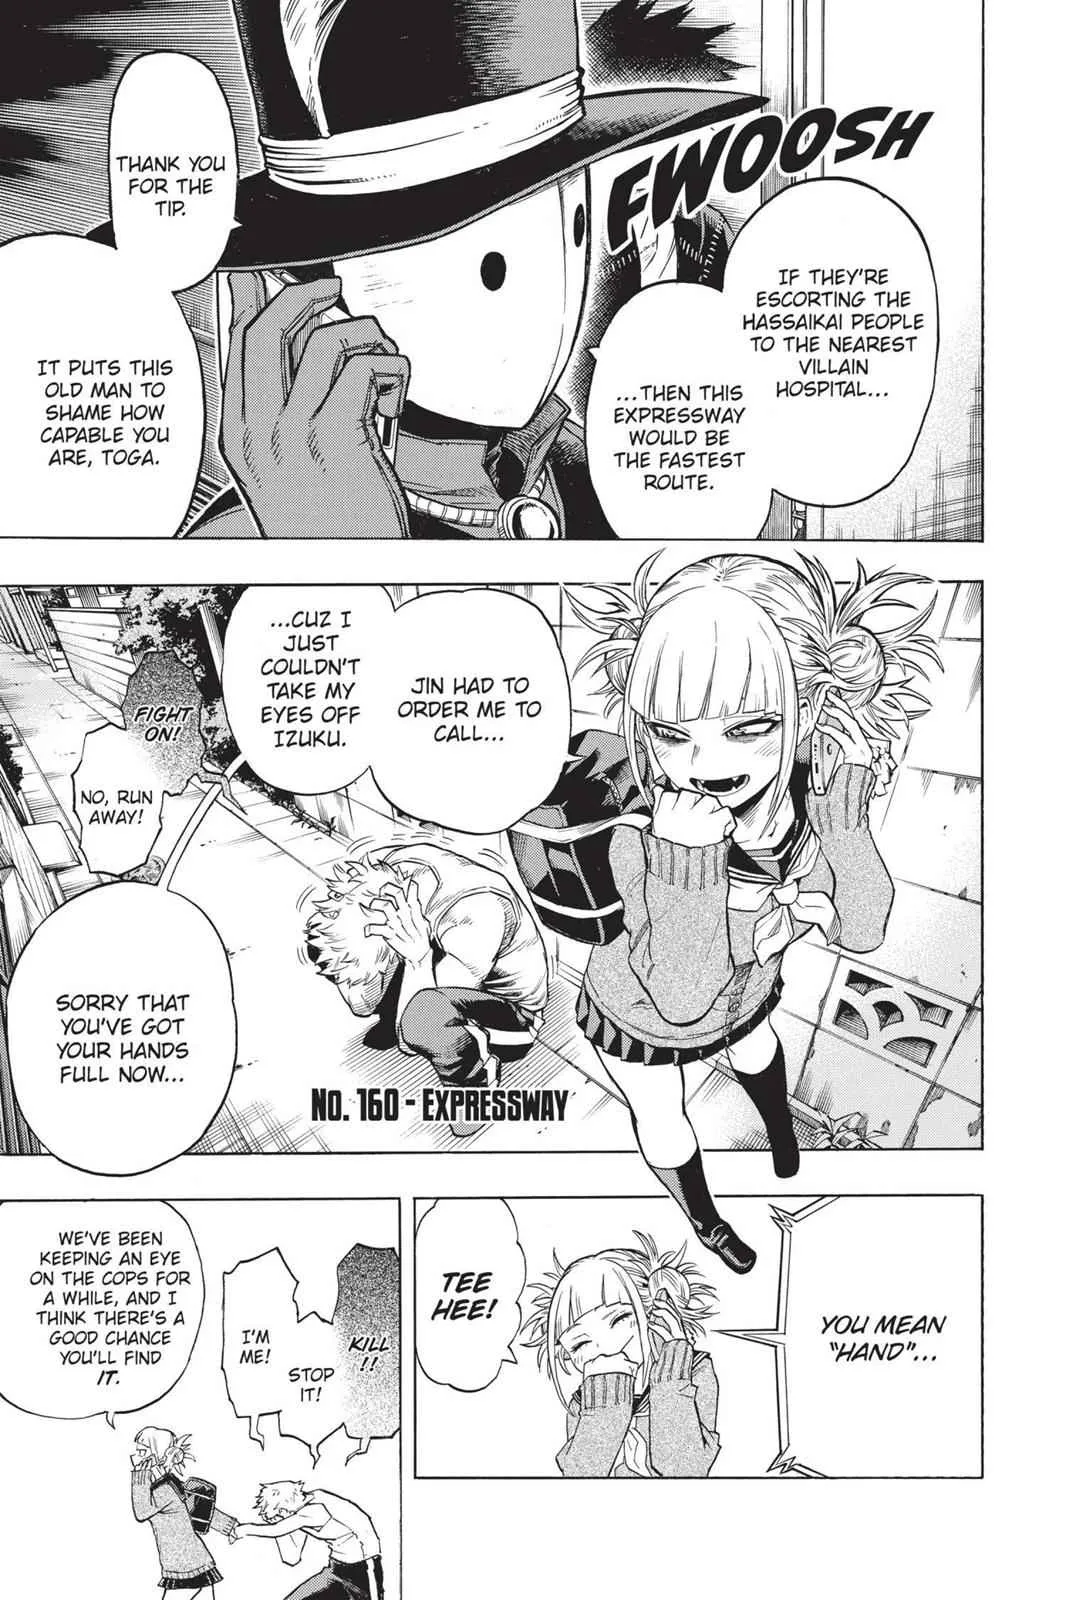 FWOOSH
IF THEY'RE
ESCORTING THE
HASSAIKAI PEOPLE
TO THE NEAREST
VILLAIN
HOSPITAL...
...THEN THIS
EXPRESSWAY
WOULD BE
THE FASTEST
ROUTE.
THANK YOU
FOR THE
TIP.
IT PUTS THIS
OLD MAN TO
SHAME HOW
CAPABLE YOU
ARE, TOGA.
JIN HAD TO
ORDER ME TO
CALL...
...CUZ I
JUST
COULDN'T
TAKE MY
EYES OFF
IZUKU.
FIGHT
ON!
NO, RUN
AWAY!
SORRY THAT
YOU'VE GOT
YOUR HANDS
FULL NOW...
NO. 160 - EXPRESSWAY
YOU MEAN
"HAND"...
TEE
HEE!
KILL
!!
STOP
IT!
I'M
ME!
WE'VE BEEN
KEEPING AN EYE
ON THE COPS FOR
A WHILE, AND I
THINK THERE'S A
GOOD CHANCE
YOU'LL FIND
IT.